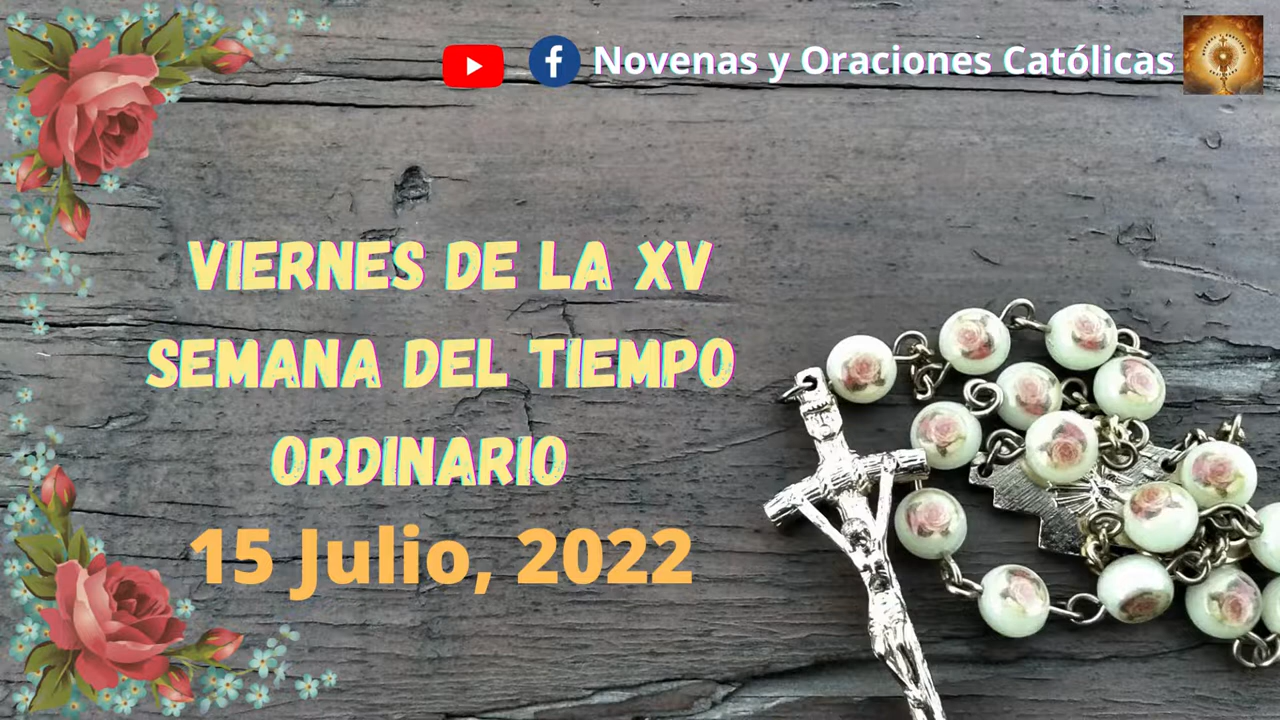 Novenas y Oraciones Católicas
VIERNES DE LA XV
SEMANA DEL TIEMPO
ORDINARIO
15 Julio, 2022